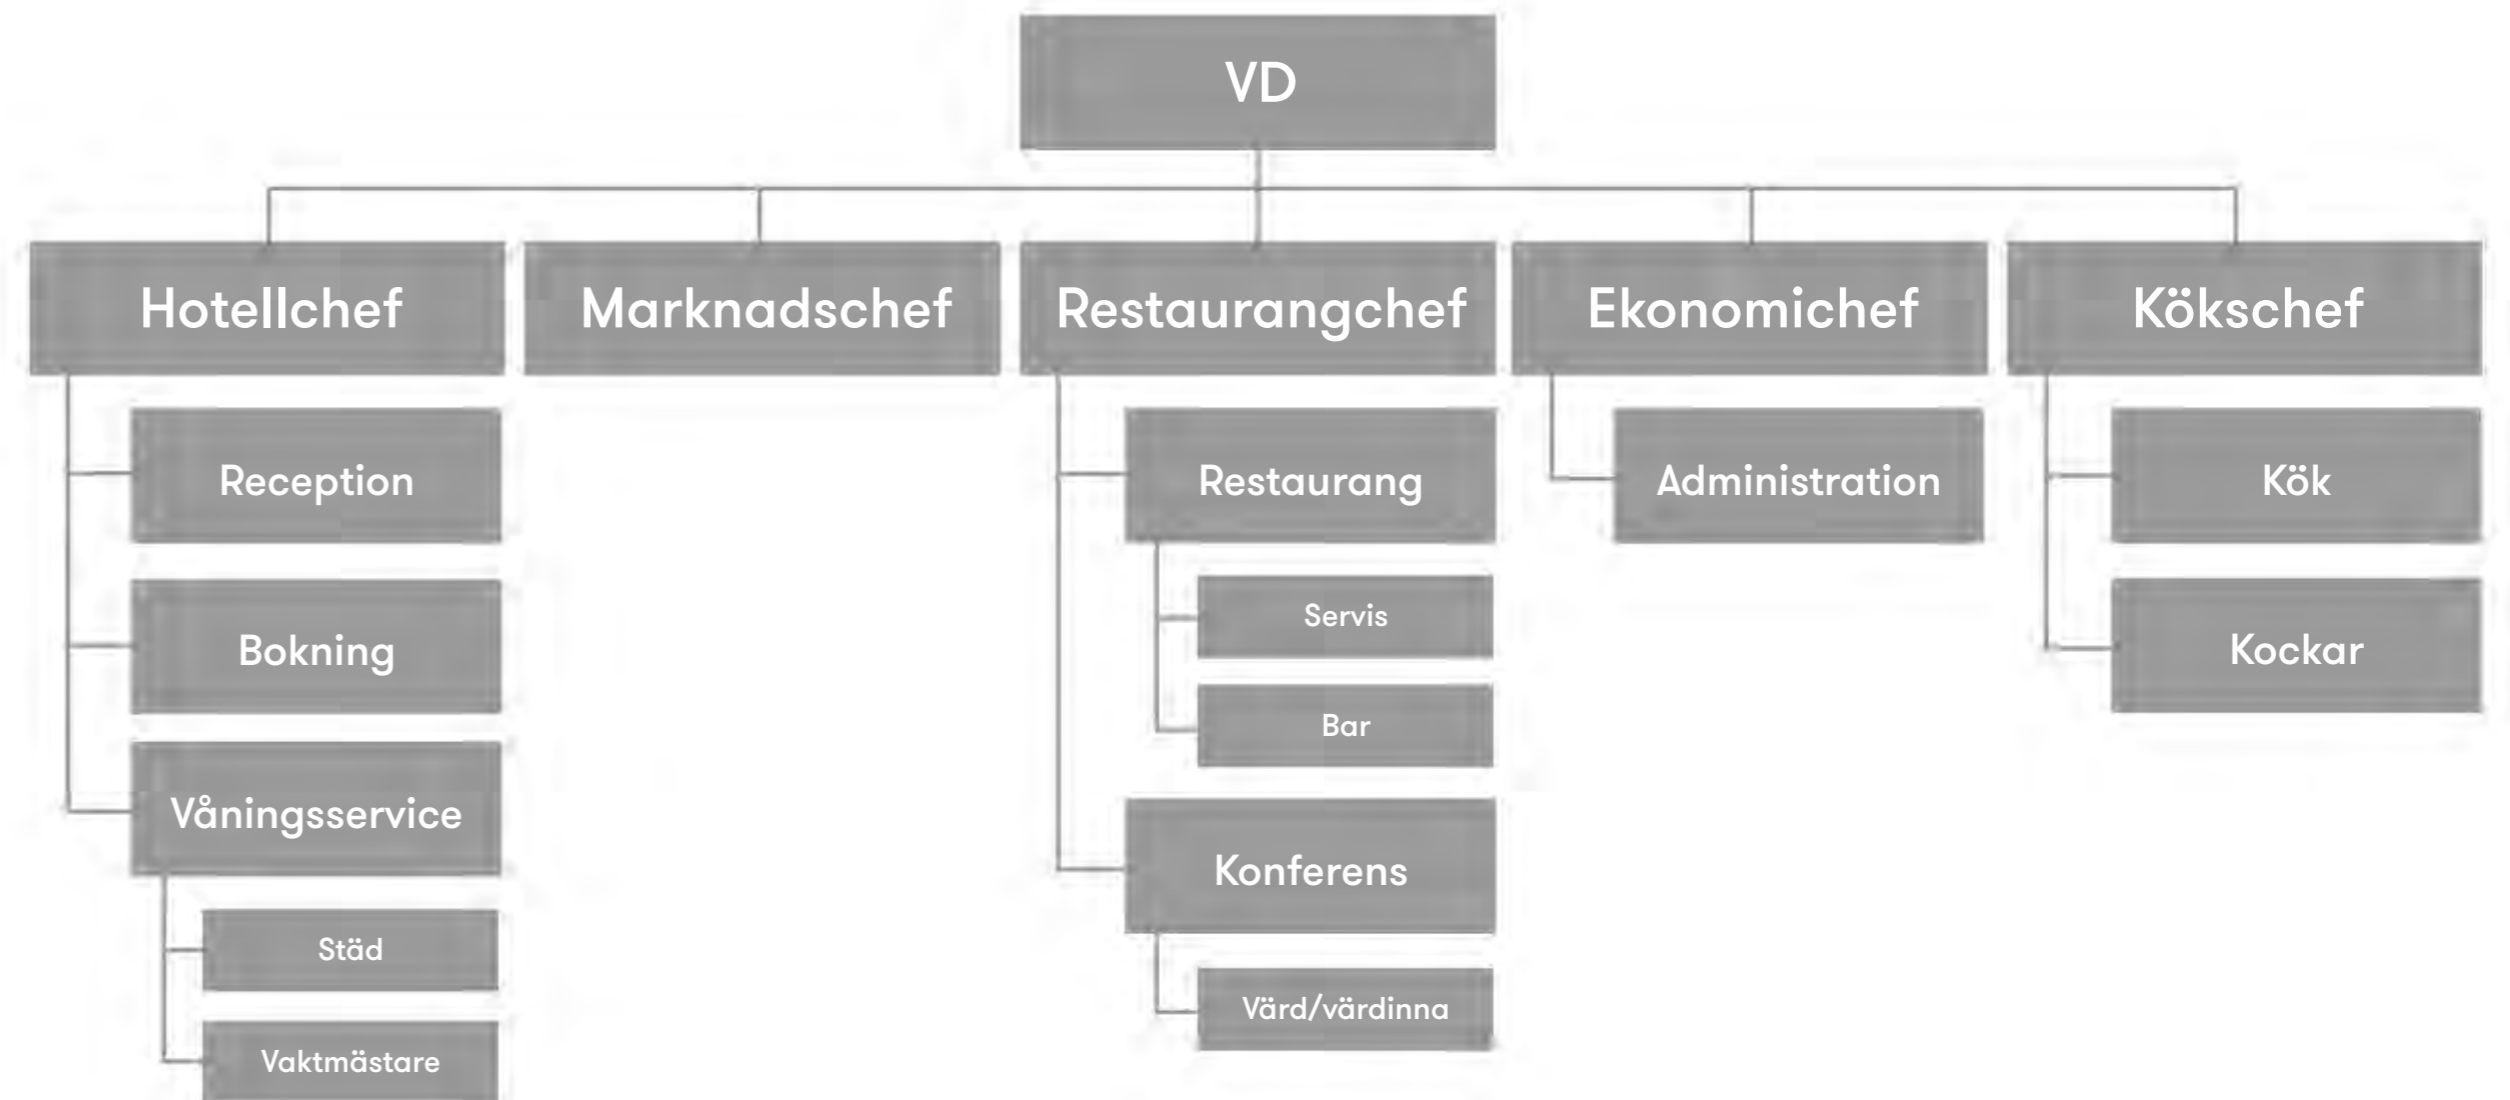 VD
Hotellchef
Marknadschef
Restaurangchef
Ekonomichef
Kökschef
Reception
Bokning
Våningsservice
Städ
Vaktmästare
Restaurang
Servis
Bar
Konferens
Värd/värdinna
Administration
Kök
Kockar